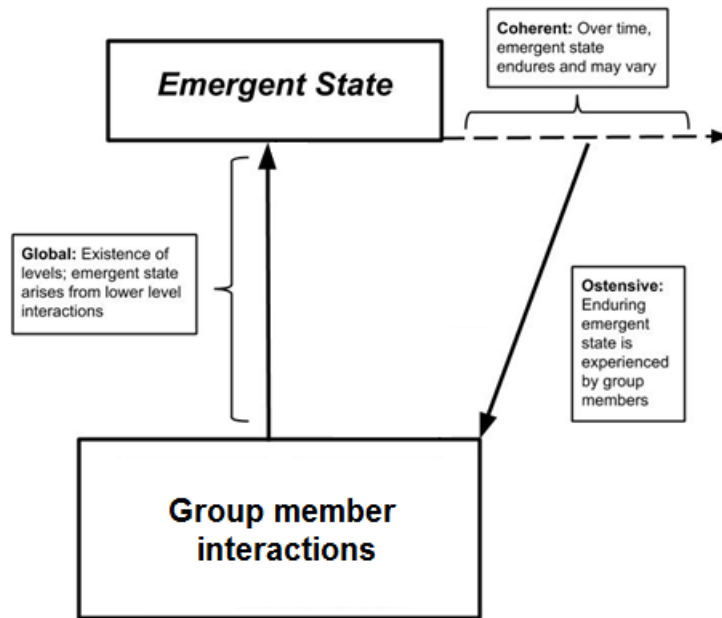 Coherent: Over time,
emergent state
endures and may vary
Emergent State
Global: Existence of
levels; emergent state
arises from lower level
interactions
Ostensive:
Enduring
emergent
state is
experienced
by group
members
Group member
interactions